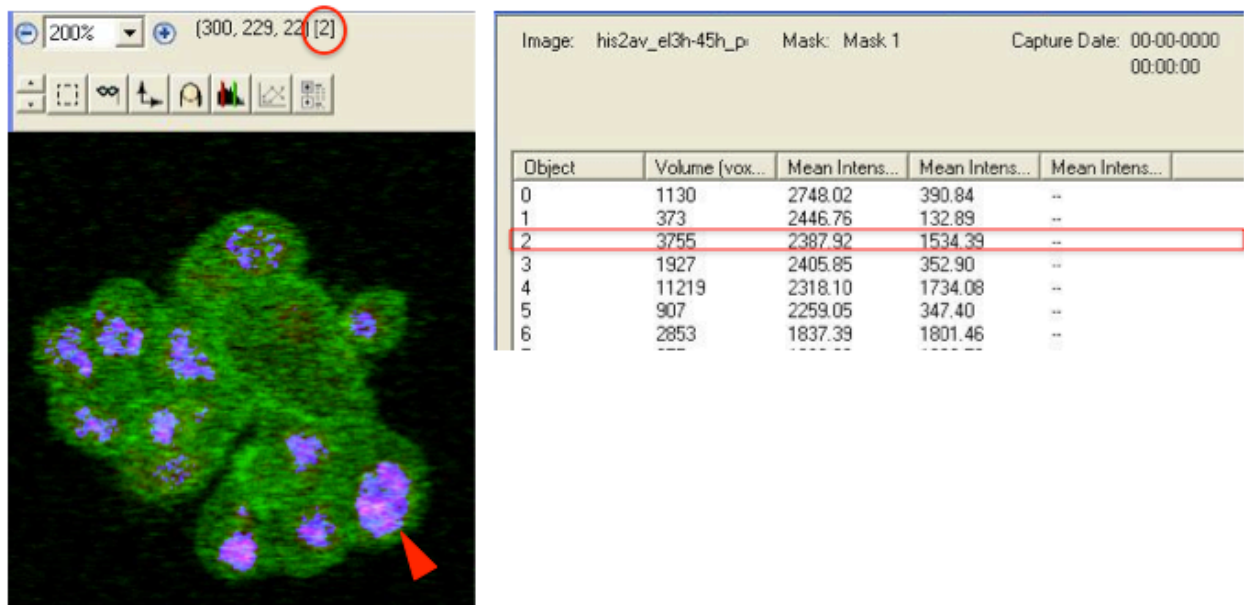 200% (300, 229, 22) [2]
Image: his2av_el3h-45h_p Mask: Mask 1 Capture Date: 00-00-0000
00:00:00
Object Volume (vox... Mean Intens... Mean Intens... Mean Intens...
0 1130 2748.02 390.84 --
1 373 2446.76 132.89 --
2 3755 2387.92 1534.39 --
3 1927 2405.85 352.90 --
4 11219 2318.10 1734.08 --
5 907 2259.05 347.40 --
6 2853 1837.39 1801.46 --